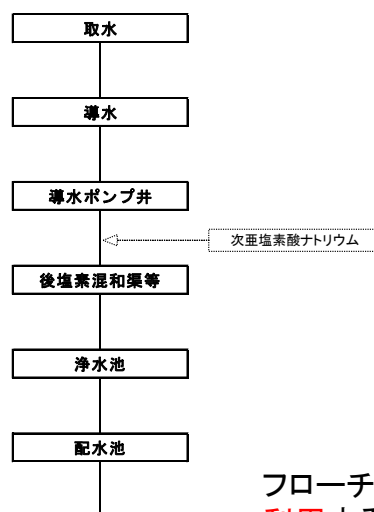 取水
導水
導水ポンプ井
次亜塩素酸ナトリウム
後塩素混和渠等
浄水池
配水池
フローチ